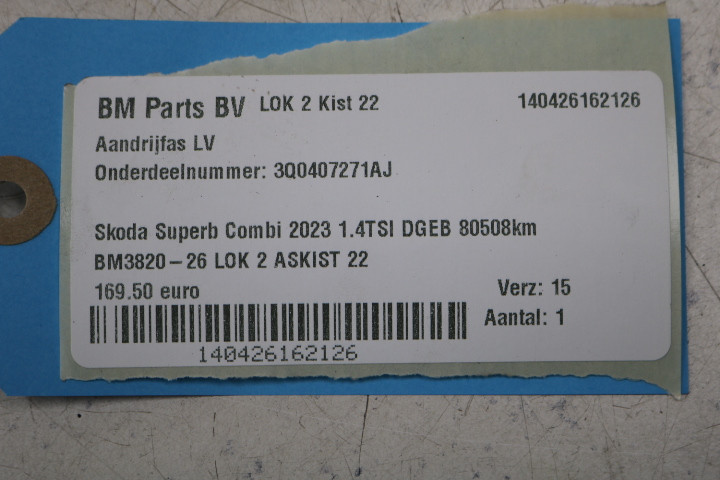 BM Parts BV LOK 2 Kist 22 140426162126
Aandrijfas LV
Onderdeelnummer: 3Q0407271AJ
Skoda Superb Combi 2023 1.4TSI DGEB 80508km
BM3820-26 LOK 2 ASKIST 22
169.50 euro Verz: 15
Aantal: 1
140426162126